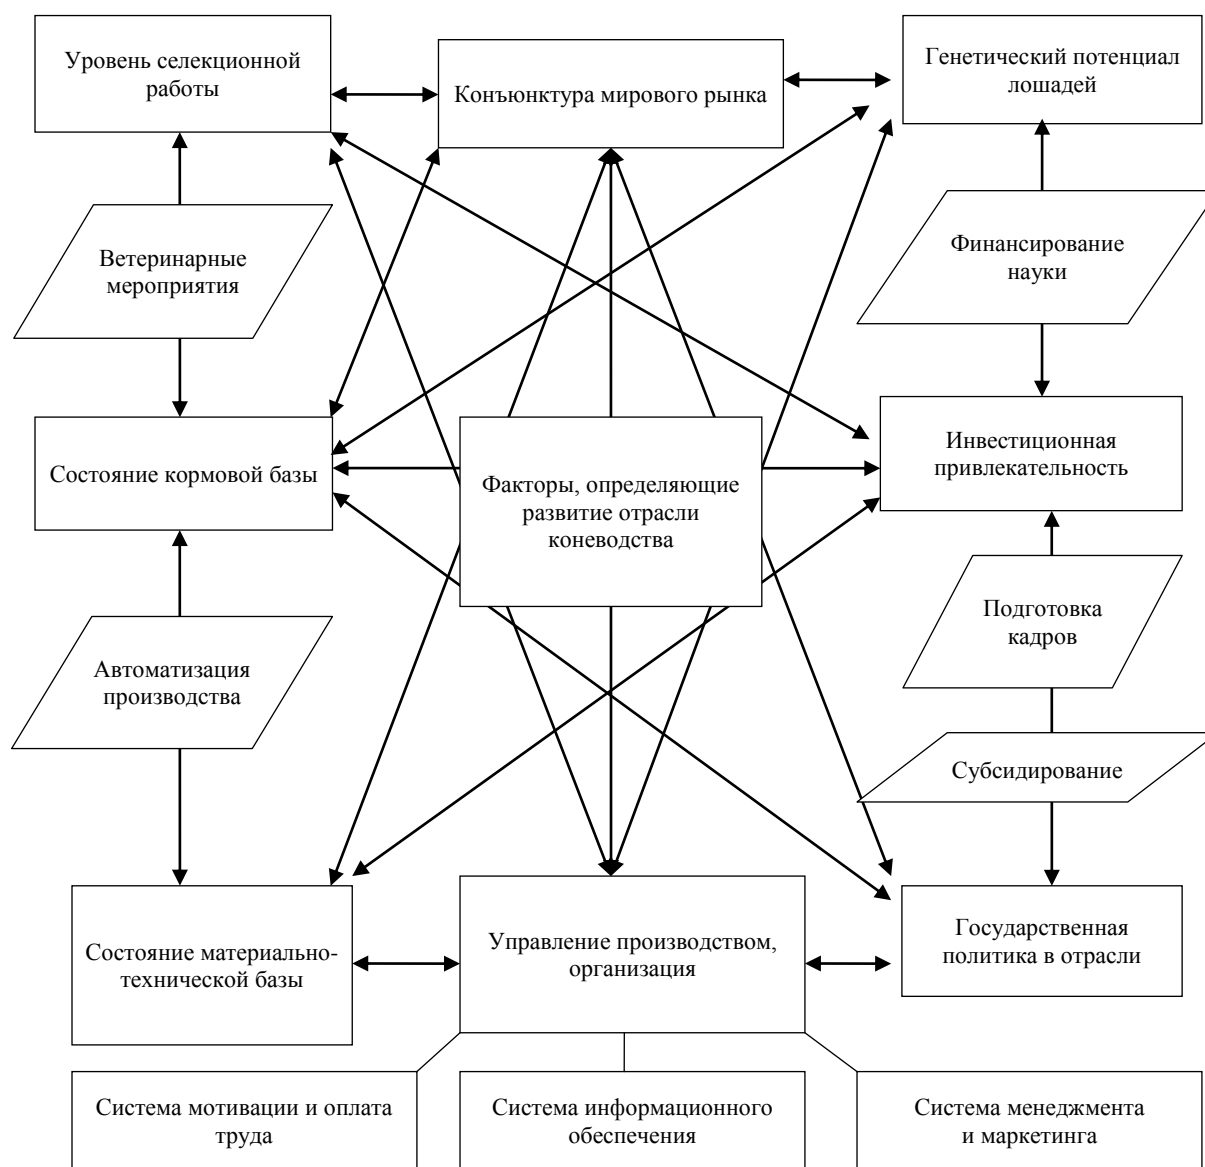 Уровень селекционной
работы
Конъюнктура мирового рынка
Генетический потенциал
лошадей
Ветеринарные
мероприятия
Финансирование
науки
Состояние кормовой базы
Факторы, определяющие
развитие отрасли
коневодства
Инвестиционная
привлекательность
Автоматизация
производства
Подготовка
кадров
Субсидирование
Состояние материально-
технической базы
Управление производством,
организация
Государственная
политика в отрасли
Система мотивации и оплата
труда
Система информационного
обеспечения
Система менеджмента
и маркетинга